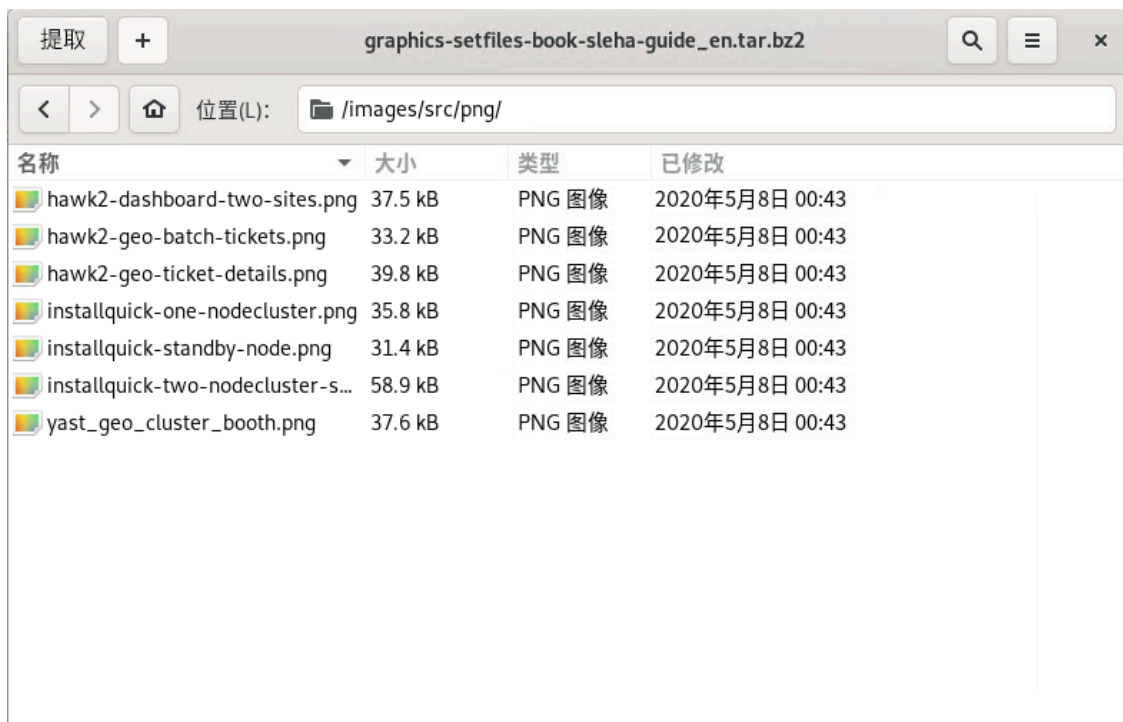 提取 + graphics-setfiles-book-sleha-guide_en.tar.bz2
位置(L): /images/src/png/
名称 大小 类型 已修改
hawk2-dashboard-two-sites.png 37.5 kB PNG 图像 2020年5月8日 00:43
hawk2-geo-batch-tickets.png 33.2 kB PNG 图像 2020年5月8日 00:43
hawk2-geo-ticket-details.png 39.8 kB PNG 图像 2020年5月8日 00:43
installquick-one-nodecluster.png 35.8 kB PNG 图像 2020年5月8日 00:43
installquick-standby-node.png 31.4 kB PNG 图像 2020年5月8日 00:43
installquick-two-nodecluster-s... 58.9 kB PNG 图像 2020年5月8日 00:43
yast_geo_cluster_booth.png 37.6 kB PNG 图像 2020年5月8日 00:43